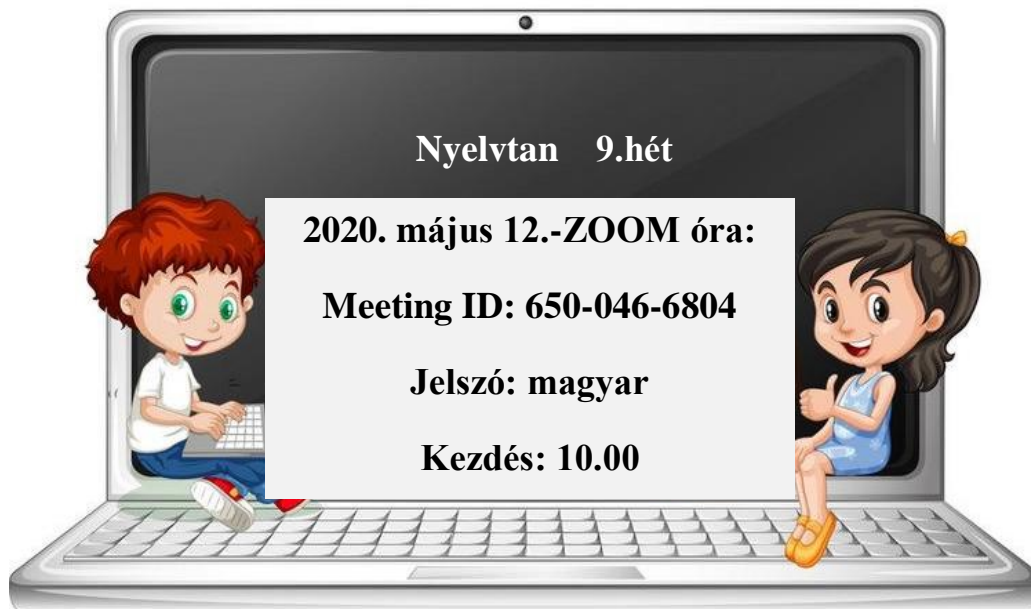 Nyelvtan 9.hét
2020. május 12.-ZOOM óra:
Meeting ID: 650-046-6804
Jelszó: magyar
Kezdés: 10.00